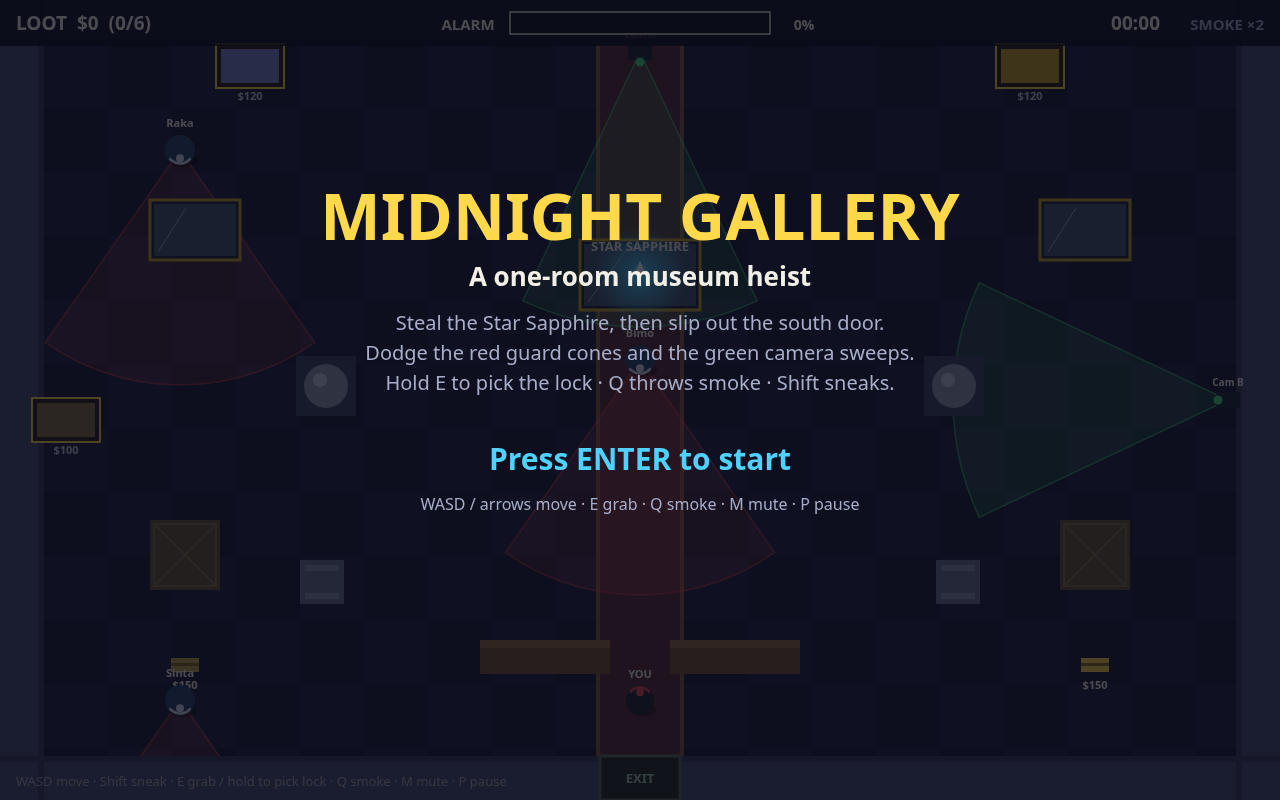 LOOT $0 (0/6)
ALARM
0%
00:00
SMOKE ×2
$120
$120
Raka
MIDNIGHT GALLERY
STAR SAPPHIRE
A one-room museum heist
Steal the Star Sapphire, then slip out the south door.
Bimo
Dodge the red guard cones and the green camera sweeps.
Hold E to pick the lock · Q throws smoke · Shift sneaks.
Cam B
$100
Press ENTER to start
WASD / arrows move · E grab · Q smoke · M mute · P pause
Sinta
$150
YOU
$150
EXIT
WASD move · Shift sneak · E grab / hold to pick lock · Q smoke · M mute · P pause